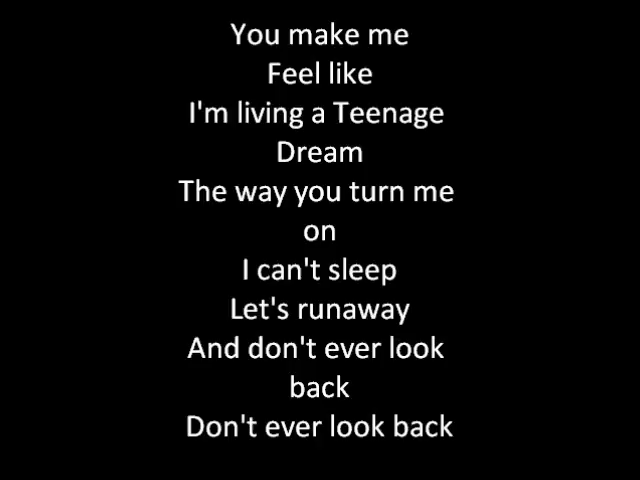 You make me
Feel like
I'm living a Teenage
Dream
The way you turn me
on
I can't sleep
Let's runaway
And don't ever look
back
Don't ever look back